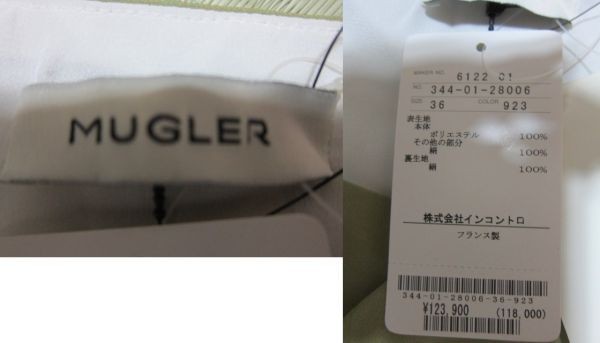 MUGLER
MAKER NO. 6122 01
NO. 344-01-28006
SIZE 36 COLOR 923
表生地
本体
ポリエステル 100%
その他の部分
絹 100%
裏生地
絹 100%
株式会社インコントロ
フランス製
344-01-28006-36-923
¥123,900 (118,000)